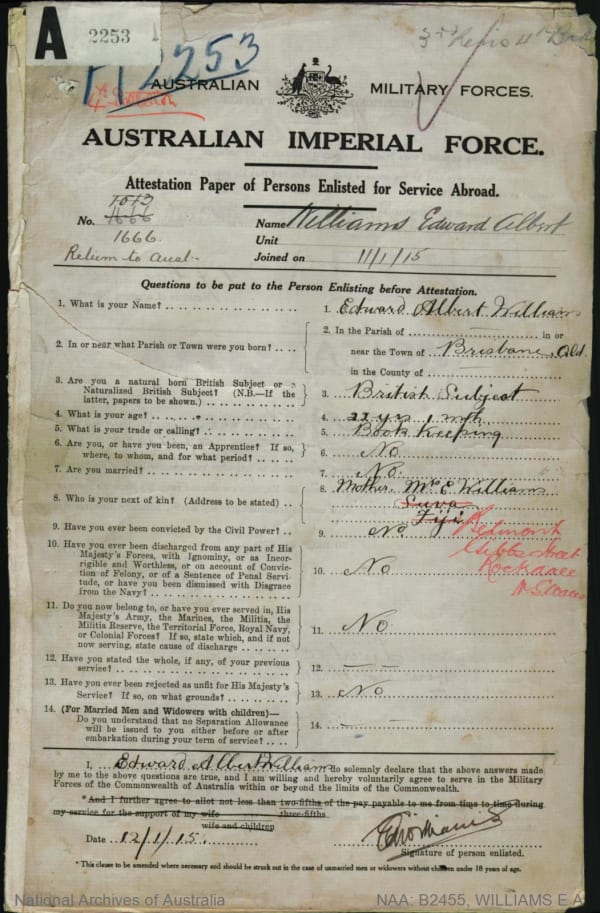 A
2253
2253
3rd Rfts 4th
4th Battalion
AUSTRALIAN MILITARY FORCES.
AUSTRALIAN IMPERIAL FORCE.
Attestation Paper of Persons Enlisted for Service Abroad.
1013
No. 1666 Name Williams Edward Albert
1666. Unit
Return to Aust- Joined on 11/1/15
Questions to be put to the Person Enlisting before Attestation.
1. What is your Name? 1. Edward Albert Williams
2. In or near what Parish or Town were you born? 2. In the Parish of in or
near the Town of Brisbane, Qld.
in the County of
3. Are you a natural born British Subject or a
Naturalized British Subject? (N.B.—If the
latter, papers to be shown) 3. British Subject
4. What is your age? 4. 22 yrs 1 mth
5. What is your trade or calling? 5. Book Keeping
6. Are you, or have you been, an Apprentice? If so,
where, to whom, and for what period? 6. No
7. Are you married? 7. No
8. Who is your next of kin? (Address to be stated) 8. Mother Mrs E Williams
Suva
Fiji
9. Have you ever been convicted by the Civil Power? 9. No
Gibbs Street
Rockdale
10. Have you ever been discharged from any part of His
Majesty's Forces, with Ignominy, or as Incor-
rigible and Worthless, or on account of Convic-
tion of Felony, or of a Sentence of Penal Servi-
tude, or have you been dismissed with Disgrace
from the Navy? 10. No
11. Do you now belong to, or have you ever served in, His
Majesty's Army, the Marines, the Militia, the
Militia Reserve, the Territorial Force, Royal Navy,
or Colonial Forces? If so, state which, and if not
now serving, state cause of discharge 11. No
12. Have you stated the whole, if any, of your previous
service? 12. — —
13. Have you ever been rejected as unfit for His Majesty's
Service? If so, on what grounds? 13. No
14. (For Married Men and Widowers with children)—
Do you understand that no Separation Allowance
will be issued to you either before or after
embarkation during your term of service? 14. —
I, Edward Albert Williams do solemnly declare that the above answers made
by me to the above questions are true, and I am willing and hereby voluntarily agree to serve in the Military
Forces of the Commonwealth of Australia within or beyond the limits of the Commonwealth.
*And I further agree to allot not less than two-fifths of the pay payable to me from time to time during
my service for the support of my wife three-fifths
wife and children
Date 12/1/15.
Signature of person enlisted.
*This clause to be amended where necessary and should be struck out in the case of unmarried men or widowers without children under 18 years of age.
National Archives of Australia NAA: B2455, WILLIAMS E A